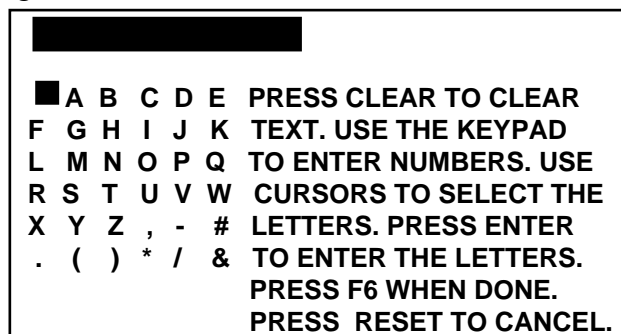 A B C D E PRESS CLEAR TO CLEAR
F G H I J K TEXT. USE THE KEYPAD
L M N O P Q TO ENTER NUMBERS. USE
R S T U V W CURSORS TO SELECT THE
X Y Z , - # LETTERS. PRESS ENTER
. ( ) * / & TO ENTER THE LETTERS.
PRESS F6 WHEN DONE.
PRESS RESET TO CANCEL.